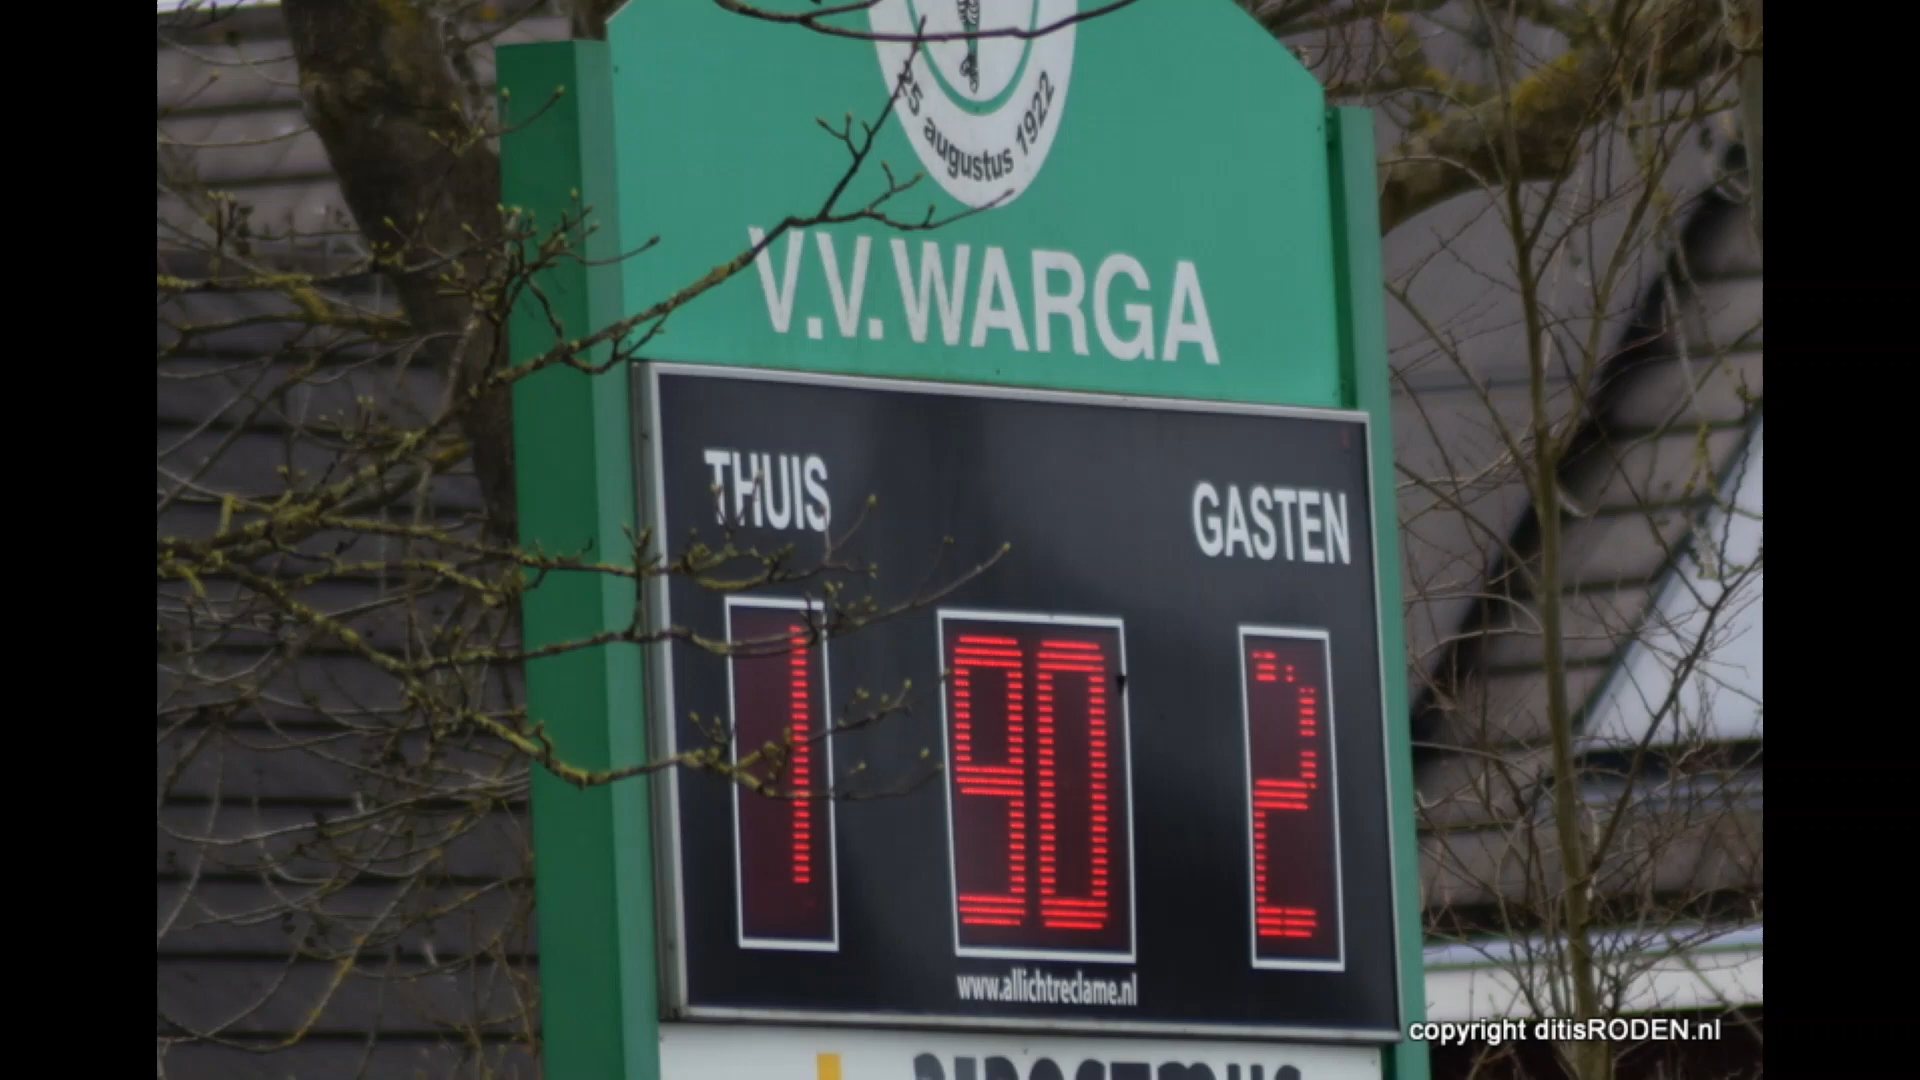 25 augustus 1922
V.V. WARGA
THUIS
GASTEN
1 90 2
www.allichtreclame.nl
copyright ditisRODEN.nl